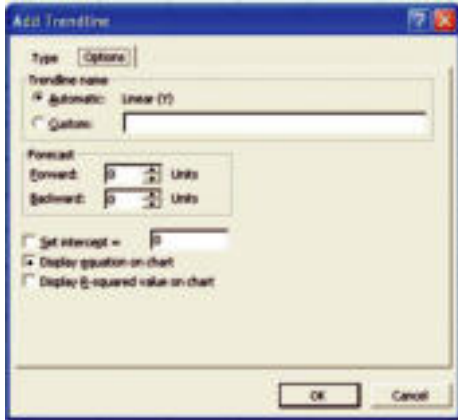 Add Trendline
Type Options
Trendline name
Automatic: Linear (Y)
Custom:
Forecast
Forward: 0 Units
Backward: 0 Units
Set intercept = 0
Display equation on chart
Display R-squared value on chart
OK Cancel